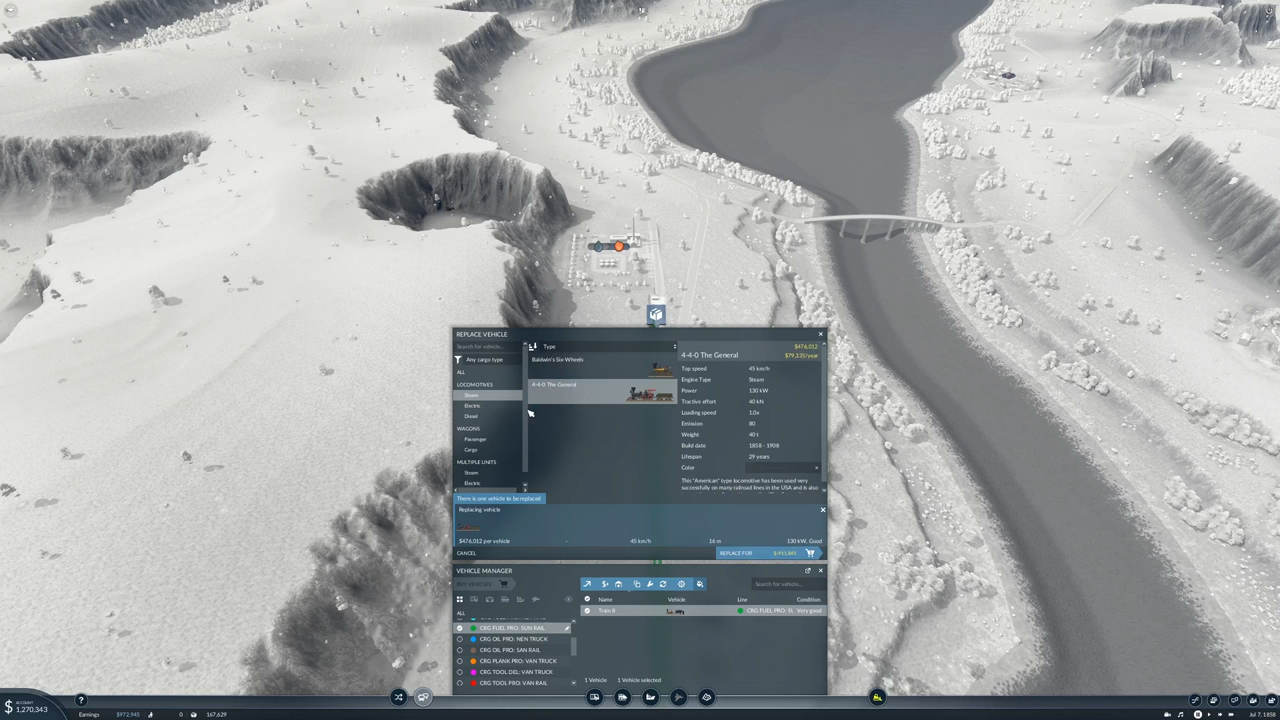 REPLACE VEHICLE
Search for vehicle...
Type
Any cargo type
Baldwin's Six-Wheels
$476,012
4-4-0 The General
$79,335/year
ALL
Top speed 45 km/h
LOCOMOTIVES
4-4-0 The General
Engine Type Steam
Steam
Power 130 kW
Electric
Tractive effort 40 kN
Diesel
Loading speed 1.0x
WAGONS
Emission 80
Passenger
Weight 40 t
Cargo
Build date 1858 - 1908
MULTIPLE UNITS
Lifespan 29 years
Steam
Color
Electric
This "American" type locomotive has been used very
successfully on many railroad lines in the USA and is also
There is one vehicle to be replaced
Replacing vehicle
$476,012 per vehicle - 45 km/h 16 m 130 kW, Good
CANCEL
REPLACE FOR
VEHICLE MANAGER
BUY VEHICLES
Search for vehicle...
Name Vehicle Line Condition
ALL
Train 8 CRG FUEL PRO: SU Very good
CRG FUEL PRO: SUN RAIL
CRG OIL PRO: NEN TRUCK
CRG OIL PRO: SAN RAIL
CRG PLANK PRO: VAN TRUCK
CRG TOOL DEL: VAN TRUCK
CRG TOOL PRO: VAN RAIL
1 Vehicle 1 Vehicle selected
$ ACCOUNT
1,270,343
?
Earnings $972,945 0 167,629
Jul 7, 1858